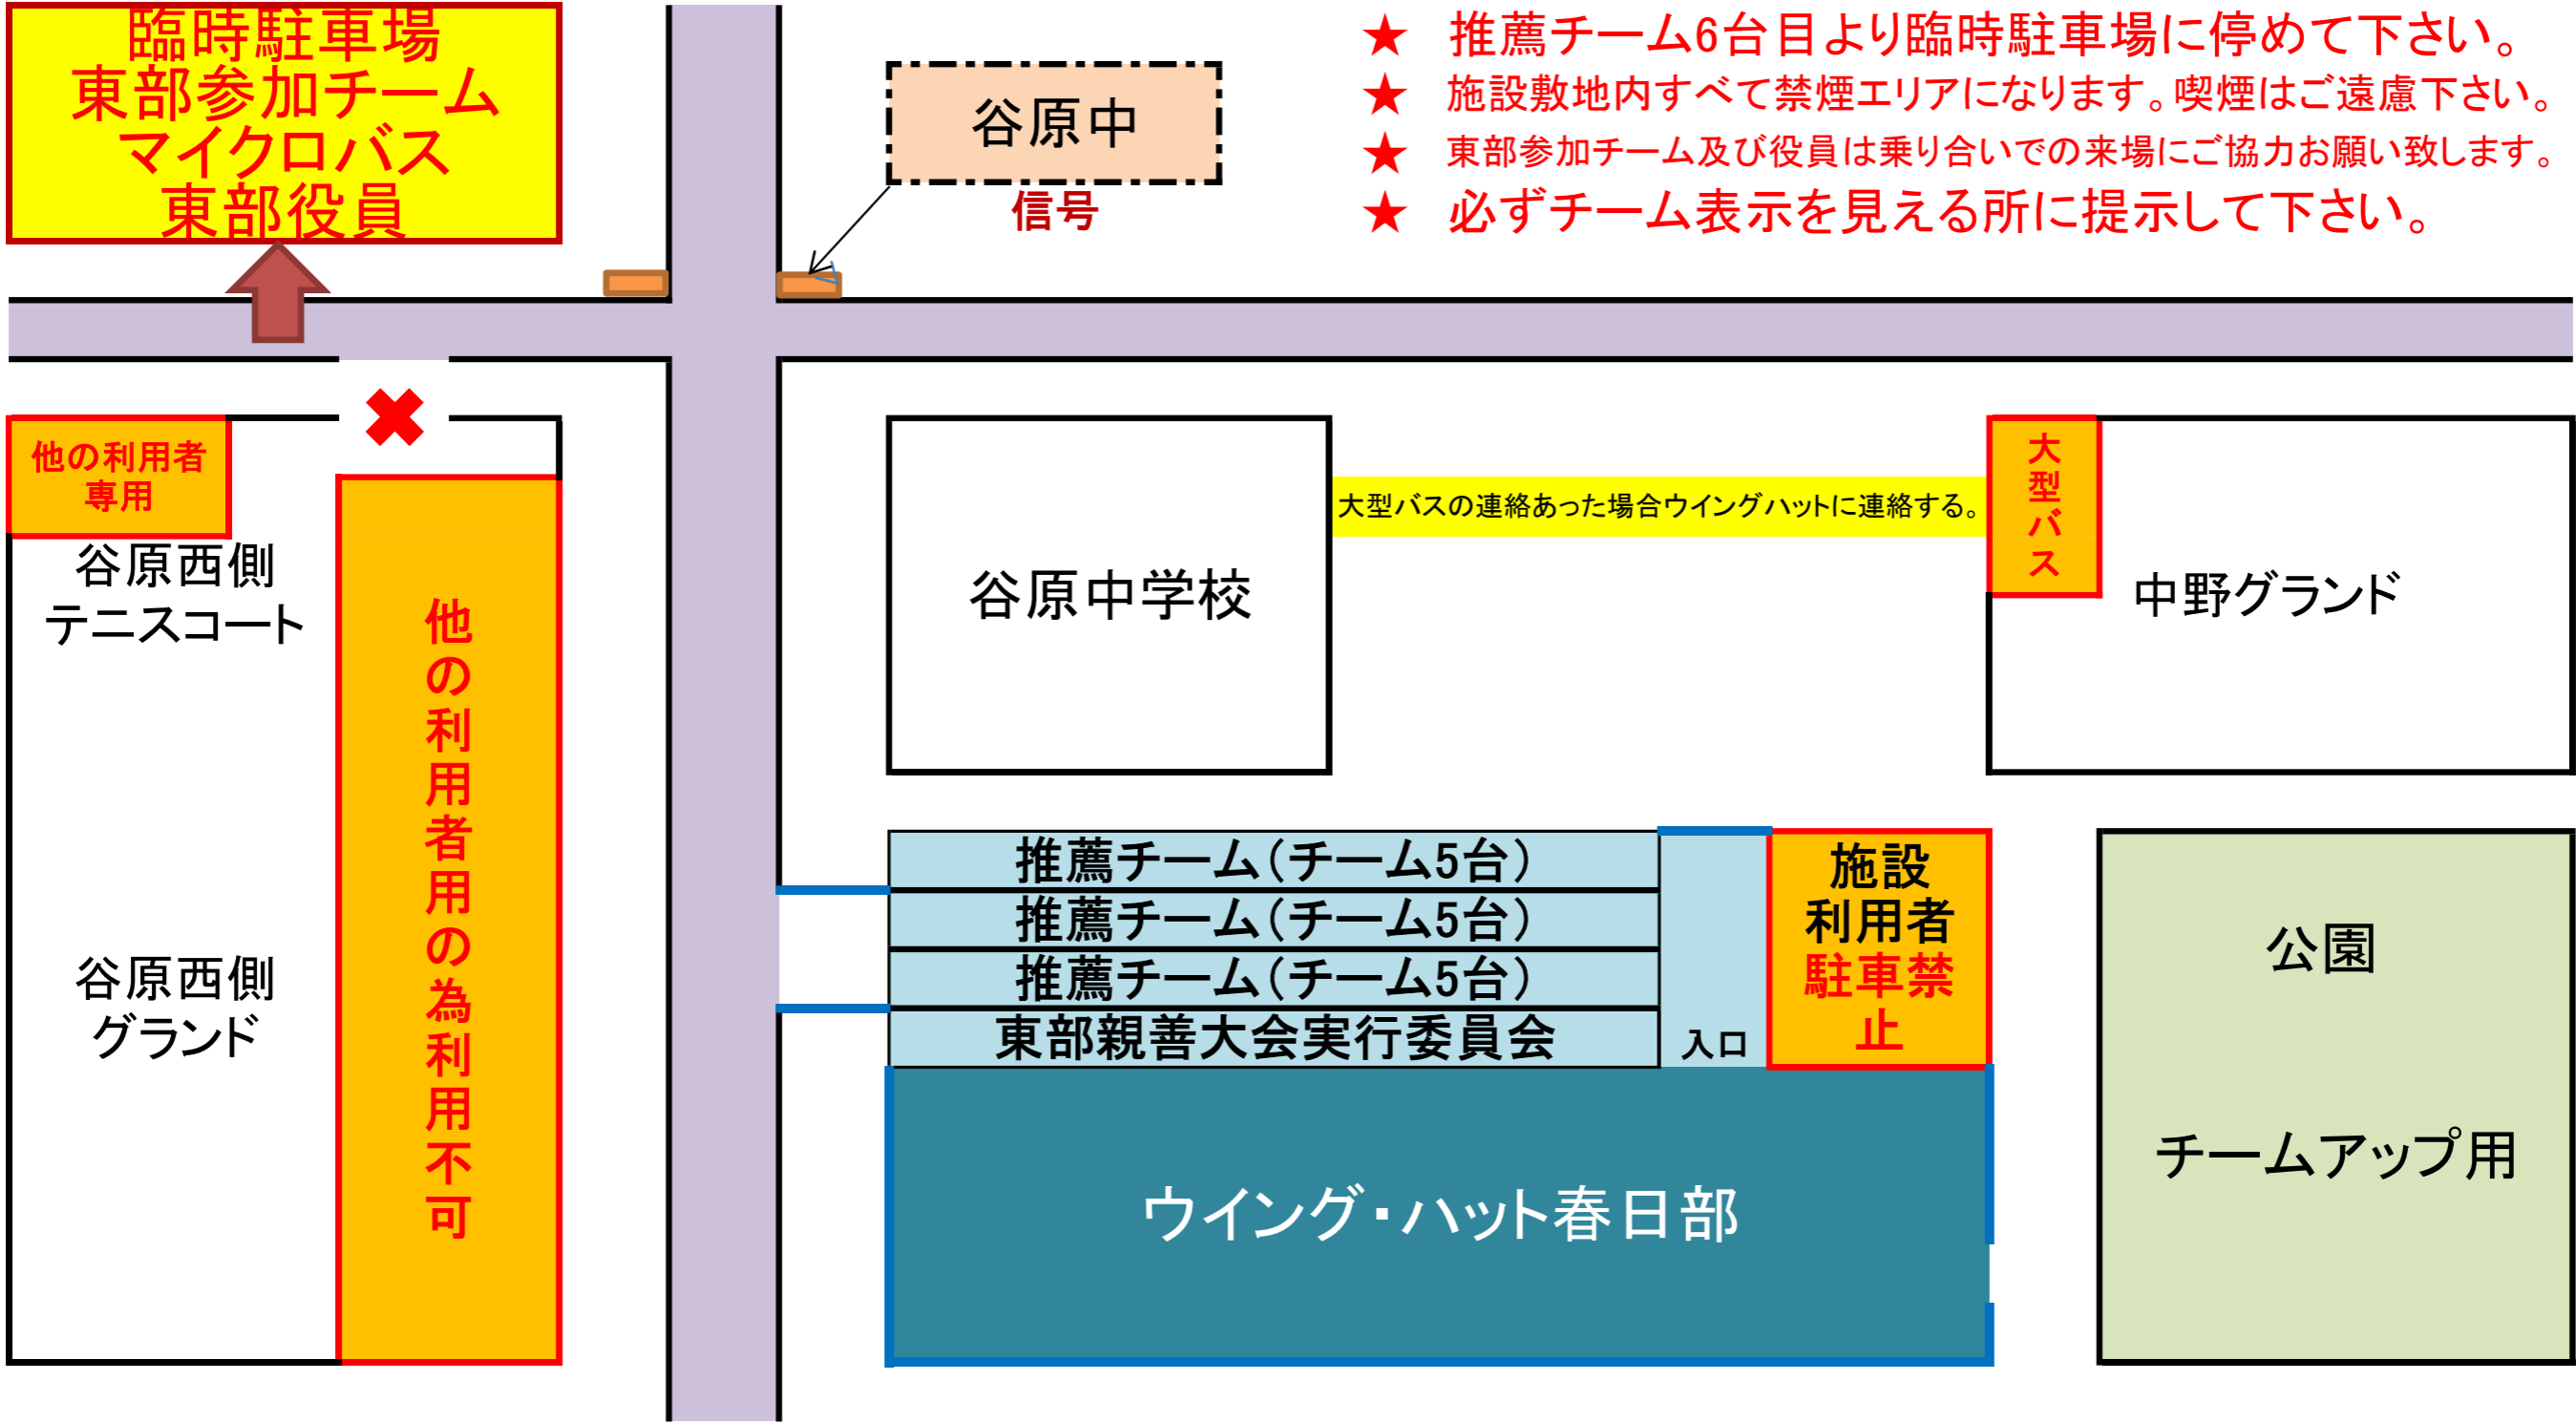 臨時駐車場
東部参加チーム
マイクロバス
東部役員
谷原中
信号
★ 推薦チーム6台目より臨時駐車場に停めて下さい。
★ 施設敷地内すべて禁煙エリアになります。喫煙はご遠慮下さい。
★ 東部参加チーム及び役員は乗り合いでの来場にご協力お願い致します。
★ 必ずチーム表示を見える所に提示して下さい。
他の利用者
専用
谷原西側
テニスコート
他の利用者用の為利用不可
谷原西側
グランド
谷原中学校
大型バスの連絡あった場合ウイングハットに連絡する。
大型バス
中野グランド
推薦チーム(チーム5台)
推薦チーム(チーム5台)
推薦チーム(チーム5台)
東部親善大会実行委員会
入口
施設
利用者
駐車禁
止
ウイング・ハット春日部
公園
チームアップ用